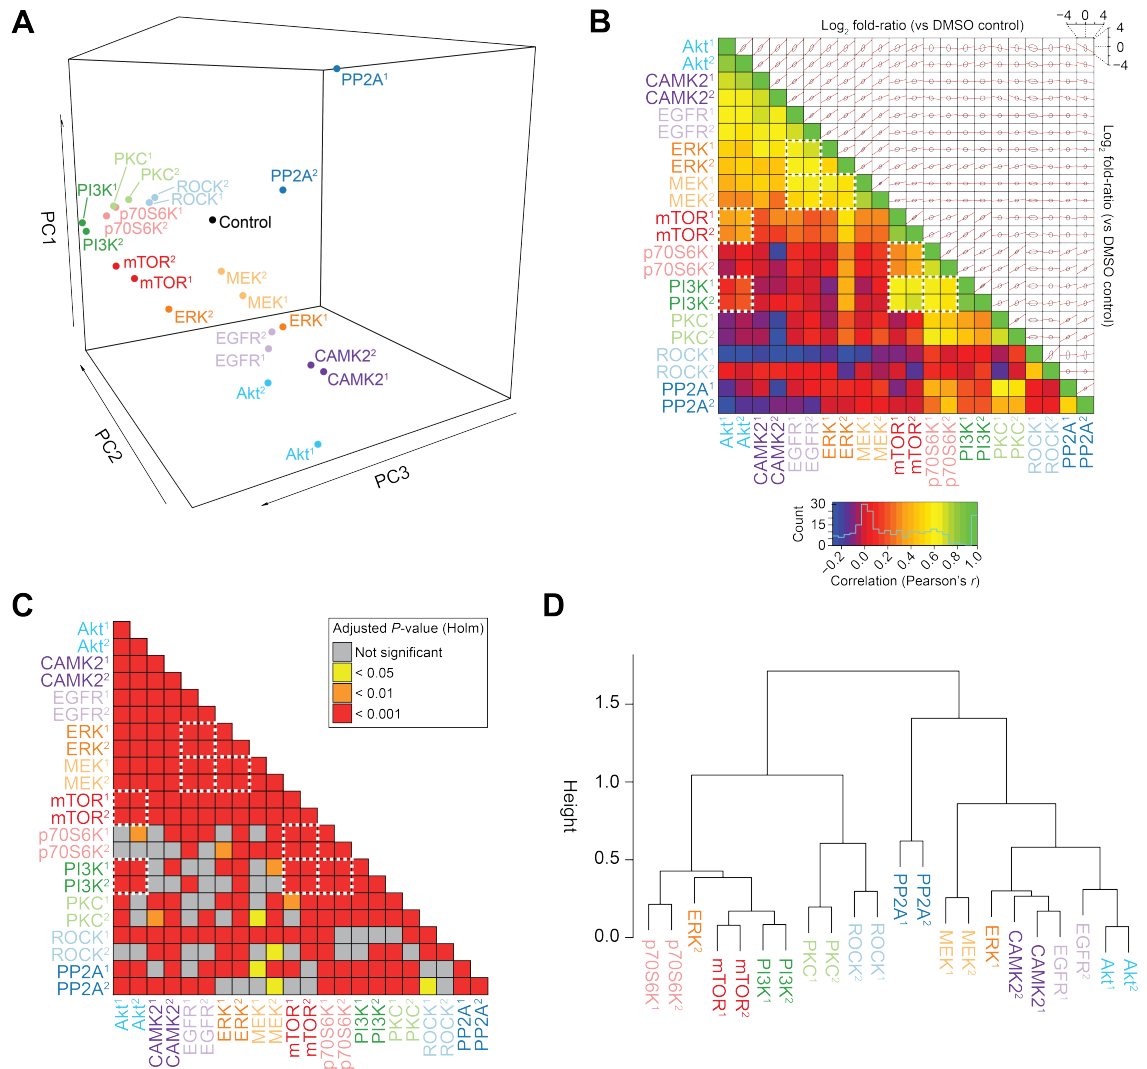 A
PP2A¹
PKC¹
PKC²
PI3K¹
ROCK²
ROCK¹
PP2A²
p70S6K¹
p70S6K²
Control
PI3K²
mTOR²
mTOR¹
MEK²
MEK¹
ERK²
ERK¹
EGFR²
EGFR¹
CAMK2²
CAMK2¹
Akt²
Akt¹
PC1
PC2
PC3
B
Log₂ fold-ratio (vs DMSO control)
−4 0 4
4
0
−4
Log₂ fold-ratio (vs DMSO control)
Akt¹
Akt²
CAMK2¹
CAMK2²
EGFR¹
EGFR²
ERK¹
ERK²
MEK¹
MEK²
mTOR¹
mTOR²
p70S6K¹
p70S6K²
PI3K¹
PI3K²
PKC¹
PKC²
ROCK¹
ROCK²
PP2A¹
PP2A²
Akt¹ Akt² CAMK2¹ CAMK2² EGFR¹ EGFR² ERK¹ ERK² MEK¹ MEK² mTOR¹ mTOR² p70S6K¹ p70S6K² PI3K¹ PI3K² PKC¹ PKC² ROCK¹ ROCK² PP2A¹ PP2A²
Count
30
15
0
−0.2 0.0 0.2 0.4 0.6 0.8 1.0
Correlation (Pearson's r)
C
Adjusted P-value (Holm)
Not significant
< 0.05
< 0.01
< 0.001
Akt¹
Akt²
CAMK2¹
CAMK2²
EGFR¹
EGFR²
ERK¹
ERK²
MEK¹
MEK²
mTOR¹
mTOR²
p70S6K¹
p70S6K²
PI3K¹
PI3K²
PKC¹
PKC²
ROCK¹
ROCK²
PP2A¹
PP2A²
Akt¹ Akt² CAMK2¹ CAMK2² EGFR¹ EGFR² ERK¹ ERK² MEK¹ MEK² mTOR¹ mTOR² p70S6K¹ p70S6K² PI3K¹ PI3K² PKC¹ PKC² ROCK¹ ROCK² PP2A¹ PP2A²
D
Height
1.5
1.0
0.5
0.0
p70S6K¹ p70S6K² ERK² mTOR¹ mTOR² PI3K¹ PI3K² PKC¹ PKC² ROCK² ROCK¹ PP2A¹ PP2A² MEK¹ MEK² ERK¹ CAMK2² CAMK2¹ EGFR¹ EGFR² Akt¹ Akt²